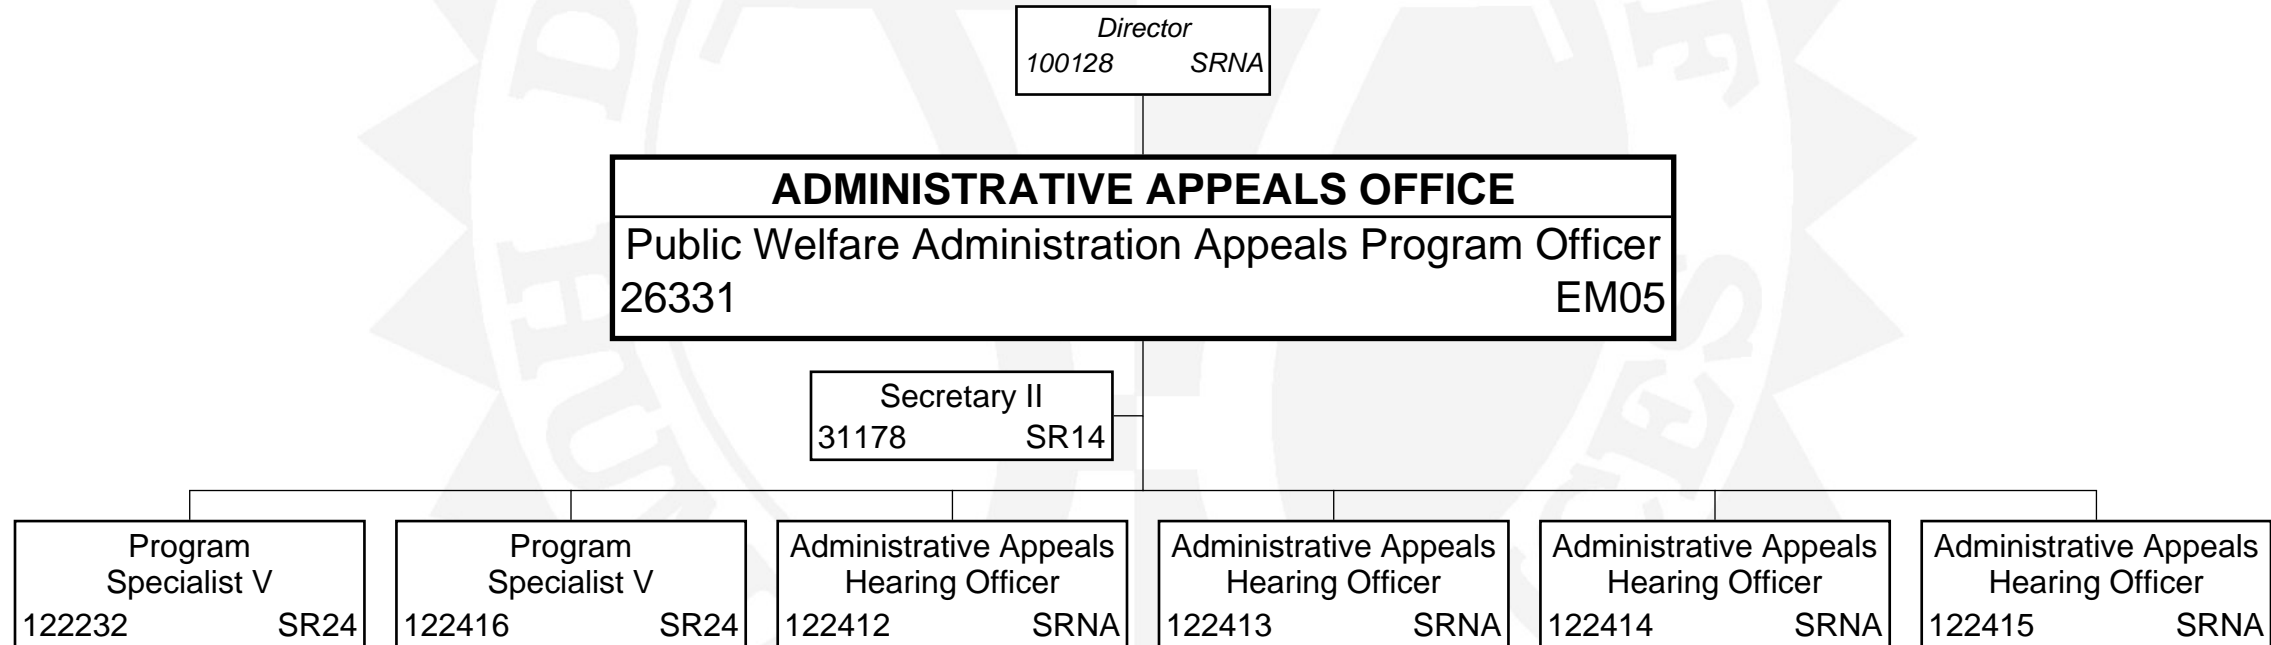 Director
100128 SRNA
ADMINISTRATIVE APPEALS OFFICE
Public Welfare Administration Appeals Program Officer
26331 EM05
Secretary II
31178 SR14
Program
Specialist V
122232 SR24
Program
Specialist V
122416 SR24
Administrative Appeals
Hearing Officer
122412 SRNA
Administrative Appeals
Hearing Officer
122413 SRNA
Administrative Appeals
Hearing Officer
122414 SRNA
Administrative Appeals
Hearing Officer
122415 SRNA